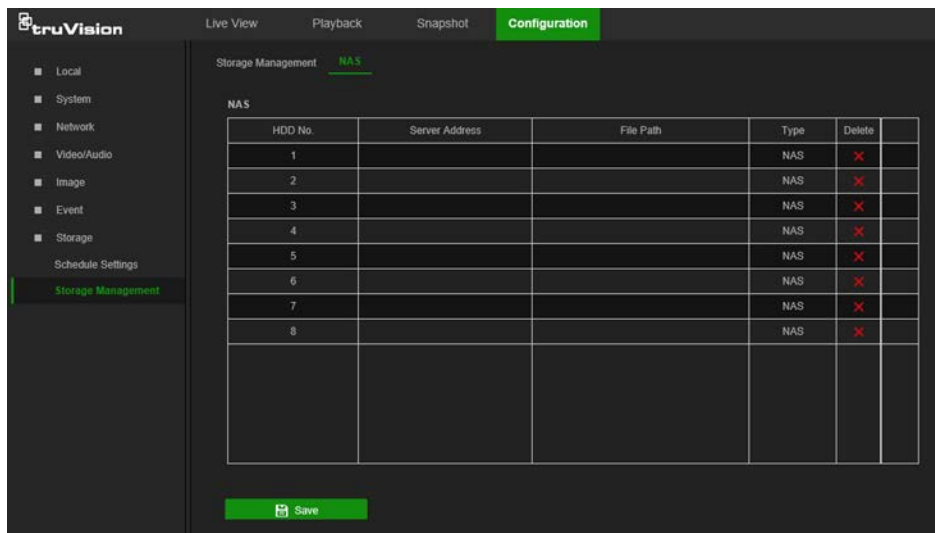 truVision
Live View Playback Snapshot Configuration
Local
System
Network
Video/Audio
Image
Event
Storage
Schedule Settings
Storage Management
Storage Management NAS
NAS
HDD No. Server Address File Path Type Delete
1 NAS
2 NAS
3 NAS
4 NAS
5 NAS
6 NAS
7 NAS
8 NAS
Save